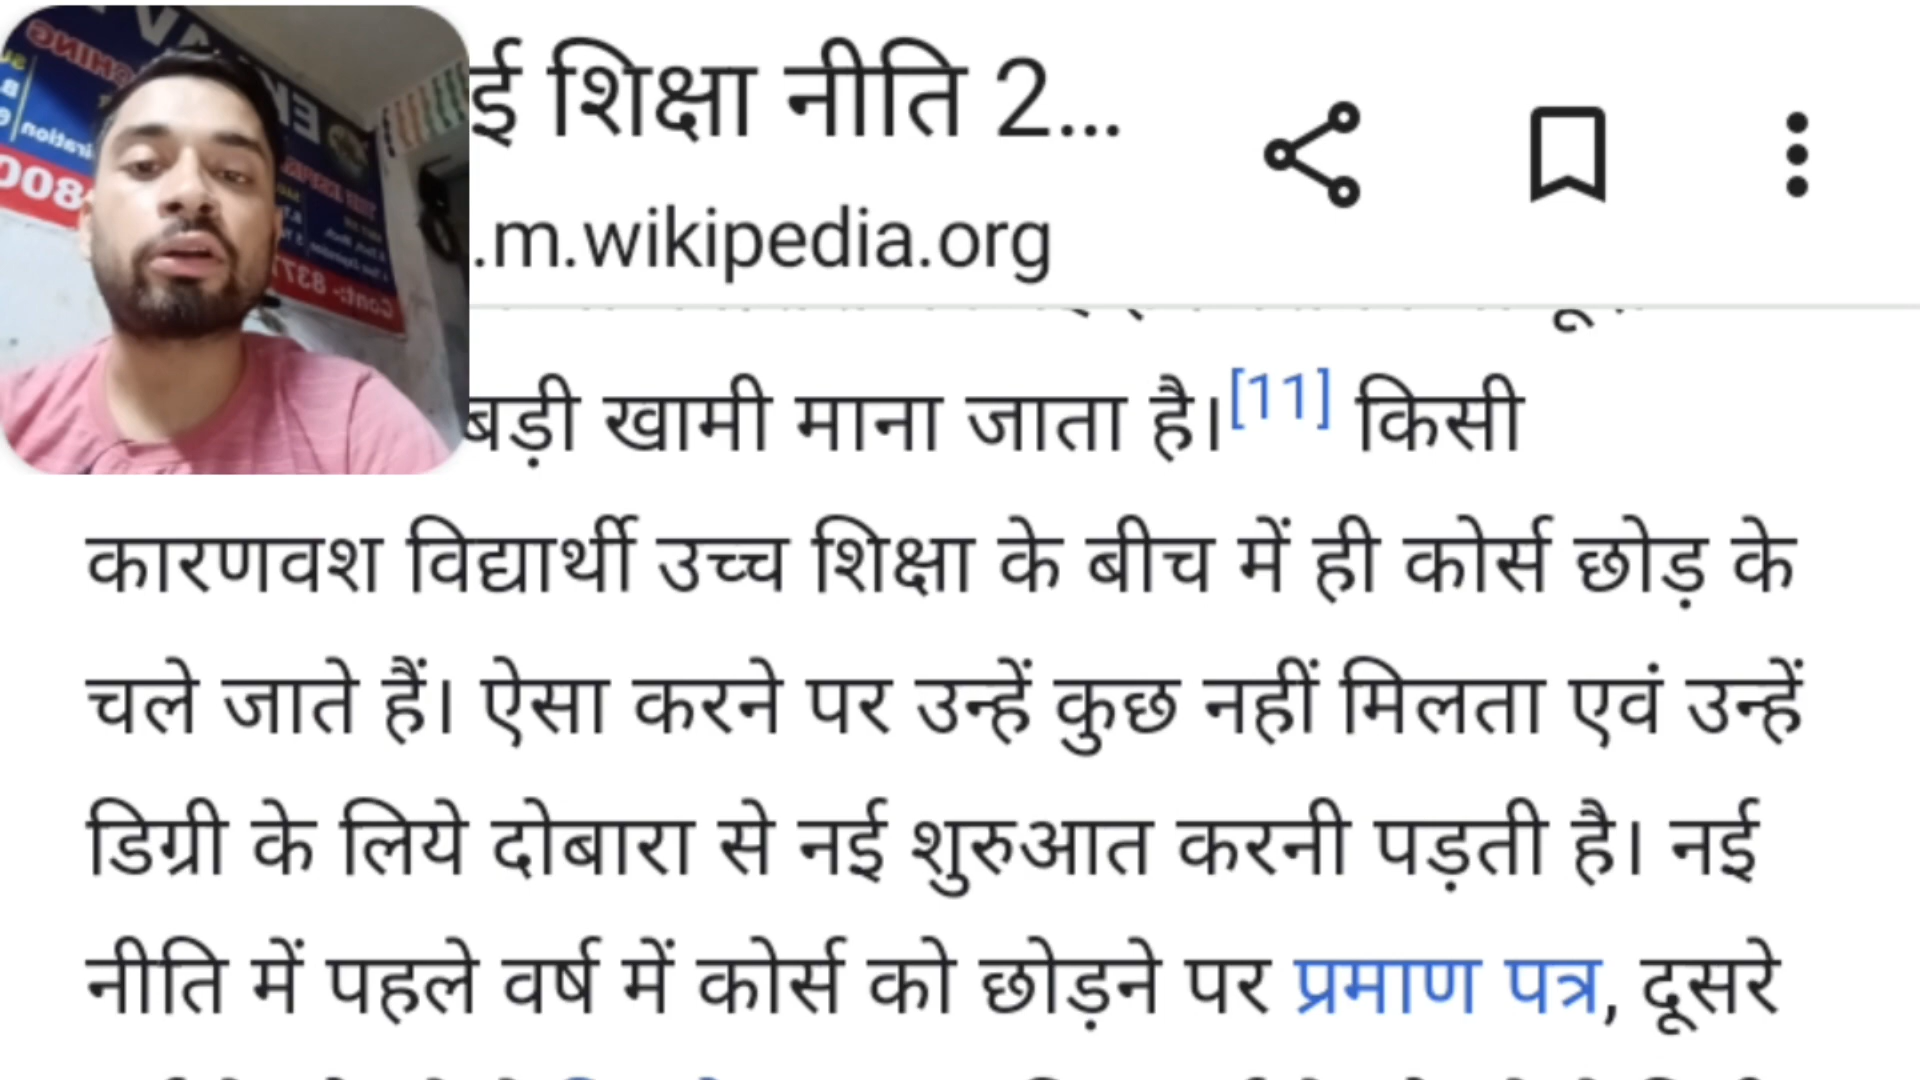 ई शिक्षा नीति 2...
.m.wikipedia.org
बड़ी खामी माना जाता है।[11] किसी
कारणवश विद्यार्थी उच्च शिक्षा के बीच में ही कोर्स छोड़ के
चले जाते हैं। ऐसा करने पर उन्हें कुछ नहीं मिलता एवं उन्हें
डिग्री के लिये दोबारा से नई शुरुआत करनी पड़ती है। नई
नीति में पहले वर्ष में कोर्स को छोड़ने पर प्रमाण पत्र, दूसरे